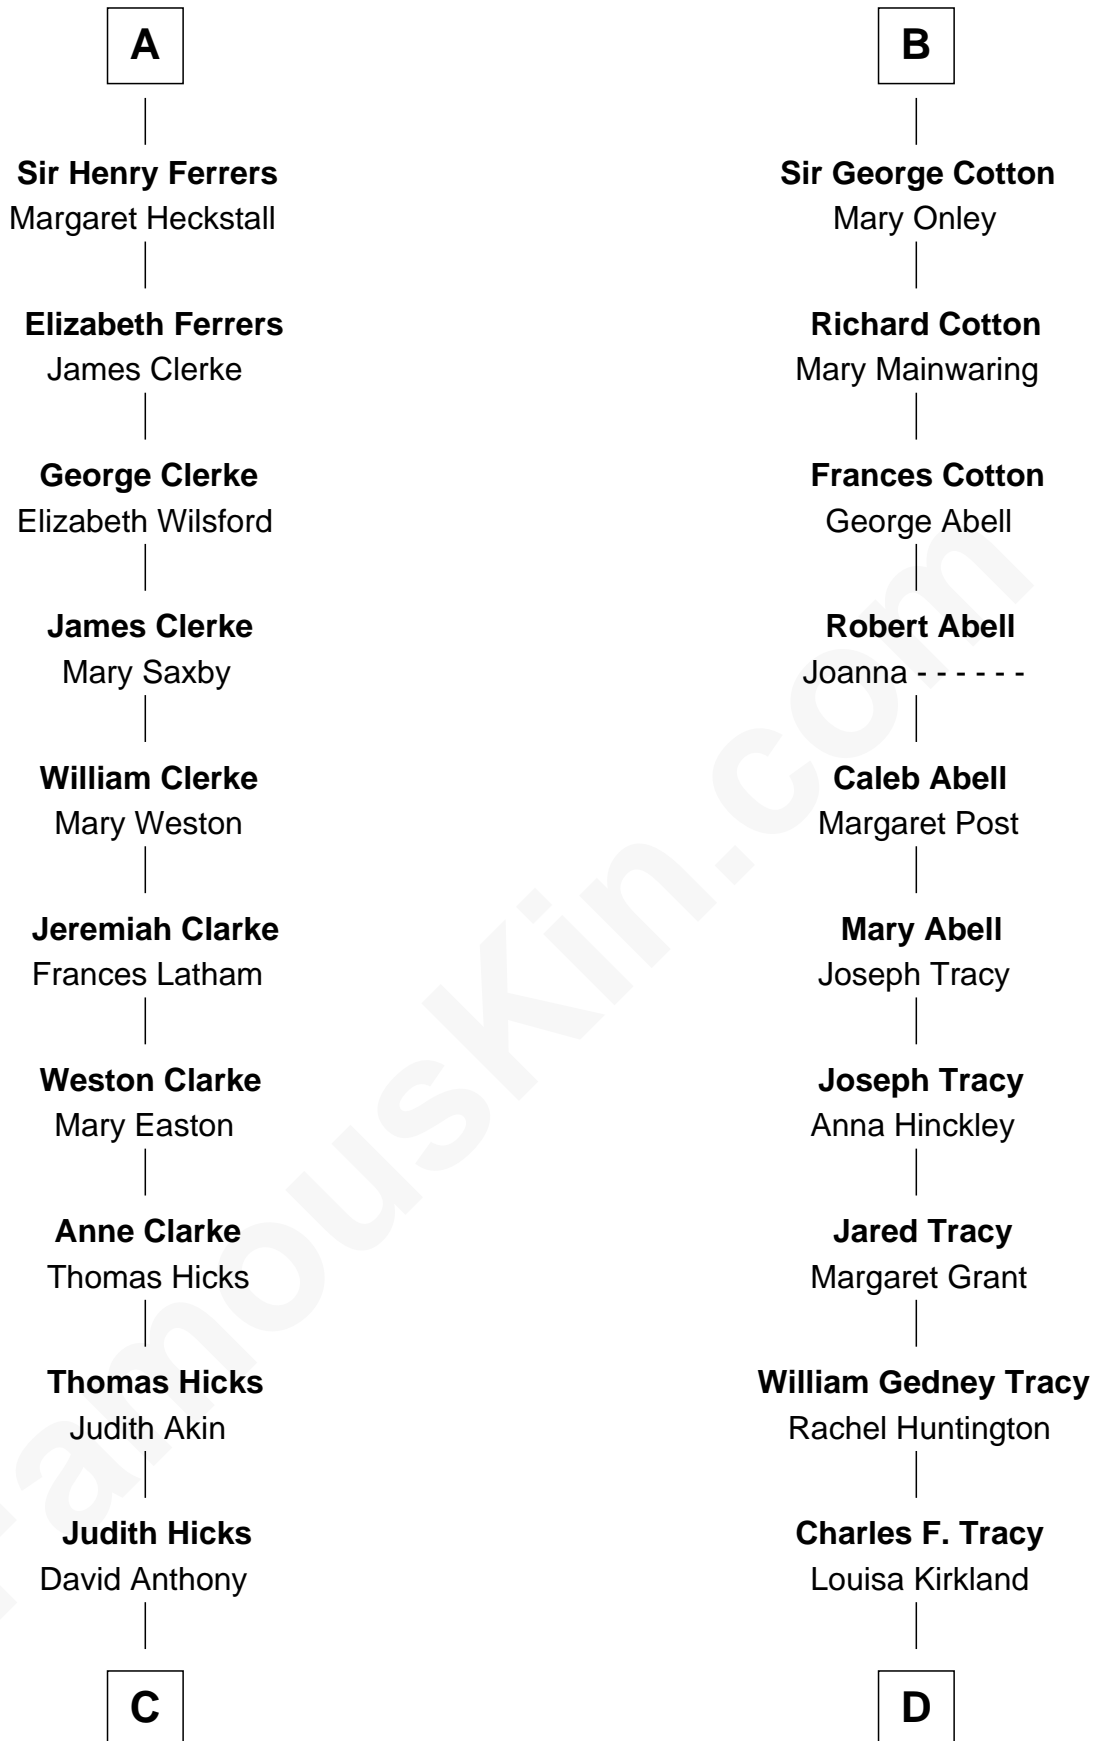 A
Sir Henry Ferrers
Margaret Heckstall
Elizabeth Ferrers
James Clerke
George Clerke
Elizabeth Wilsford
James Clerke
Mary Saxby
William Clerke
Mary Weston
Jeremiah Clarke
Frances Latham
Weston Clarke
Mary Easton
Anne Clarke
Thomas Hicks
Thomas Hicks
Judith Akin
Judith Hicks
David Anthony
C
B
Sir George Cotton
Mary Onley
Richard Cotton
Mary Mainwaring
Frances Cotton
George Abell
Robert Abell
Joanna - - - - - -
Caleb Abell
Margaret Post
Mary Abell
Joseph Tracy
Joseph Tracy
Anna Hinckley
Jared Tracy
Margaret Grant
William Gedney Tracy
Rachel Huntington
Charles F. Tracy
Louisa Kirkland
D
FamousKin.com